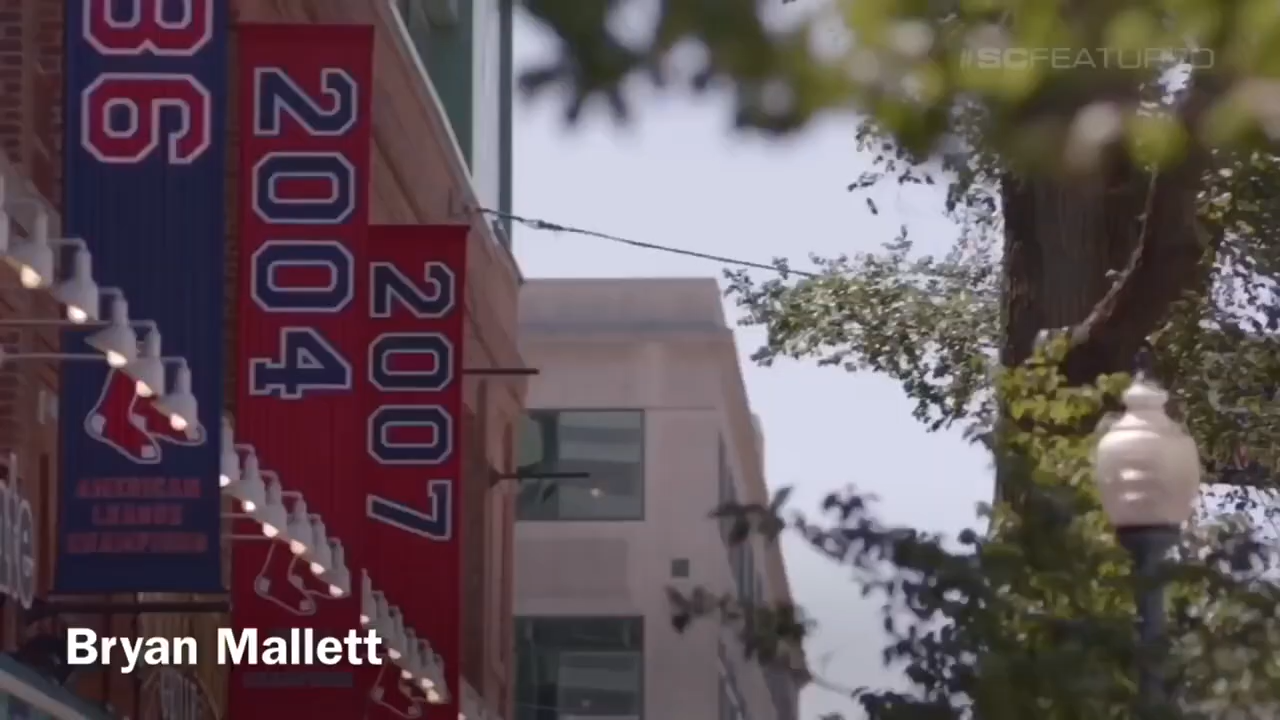 #SCFEATURED
86
2004
2007
AMERICAN
LEAGUE
CHAMPIONS
Bryan Mallett